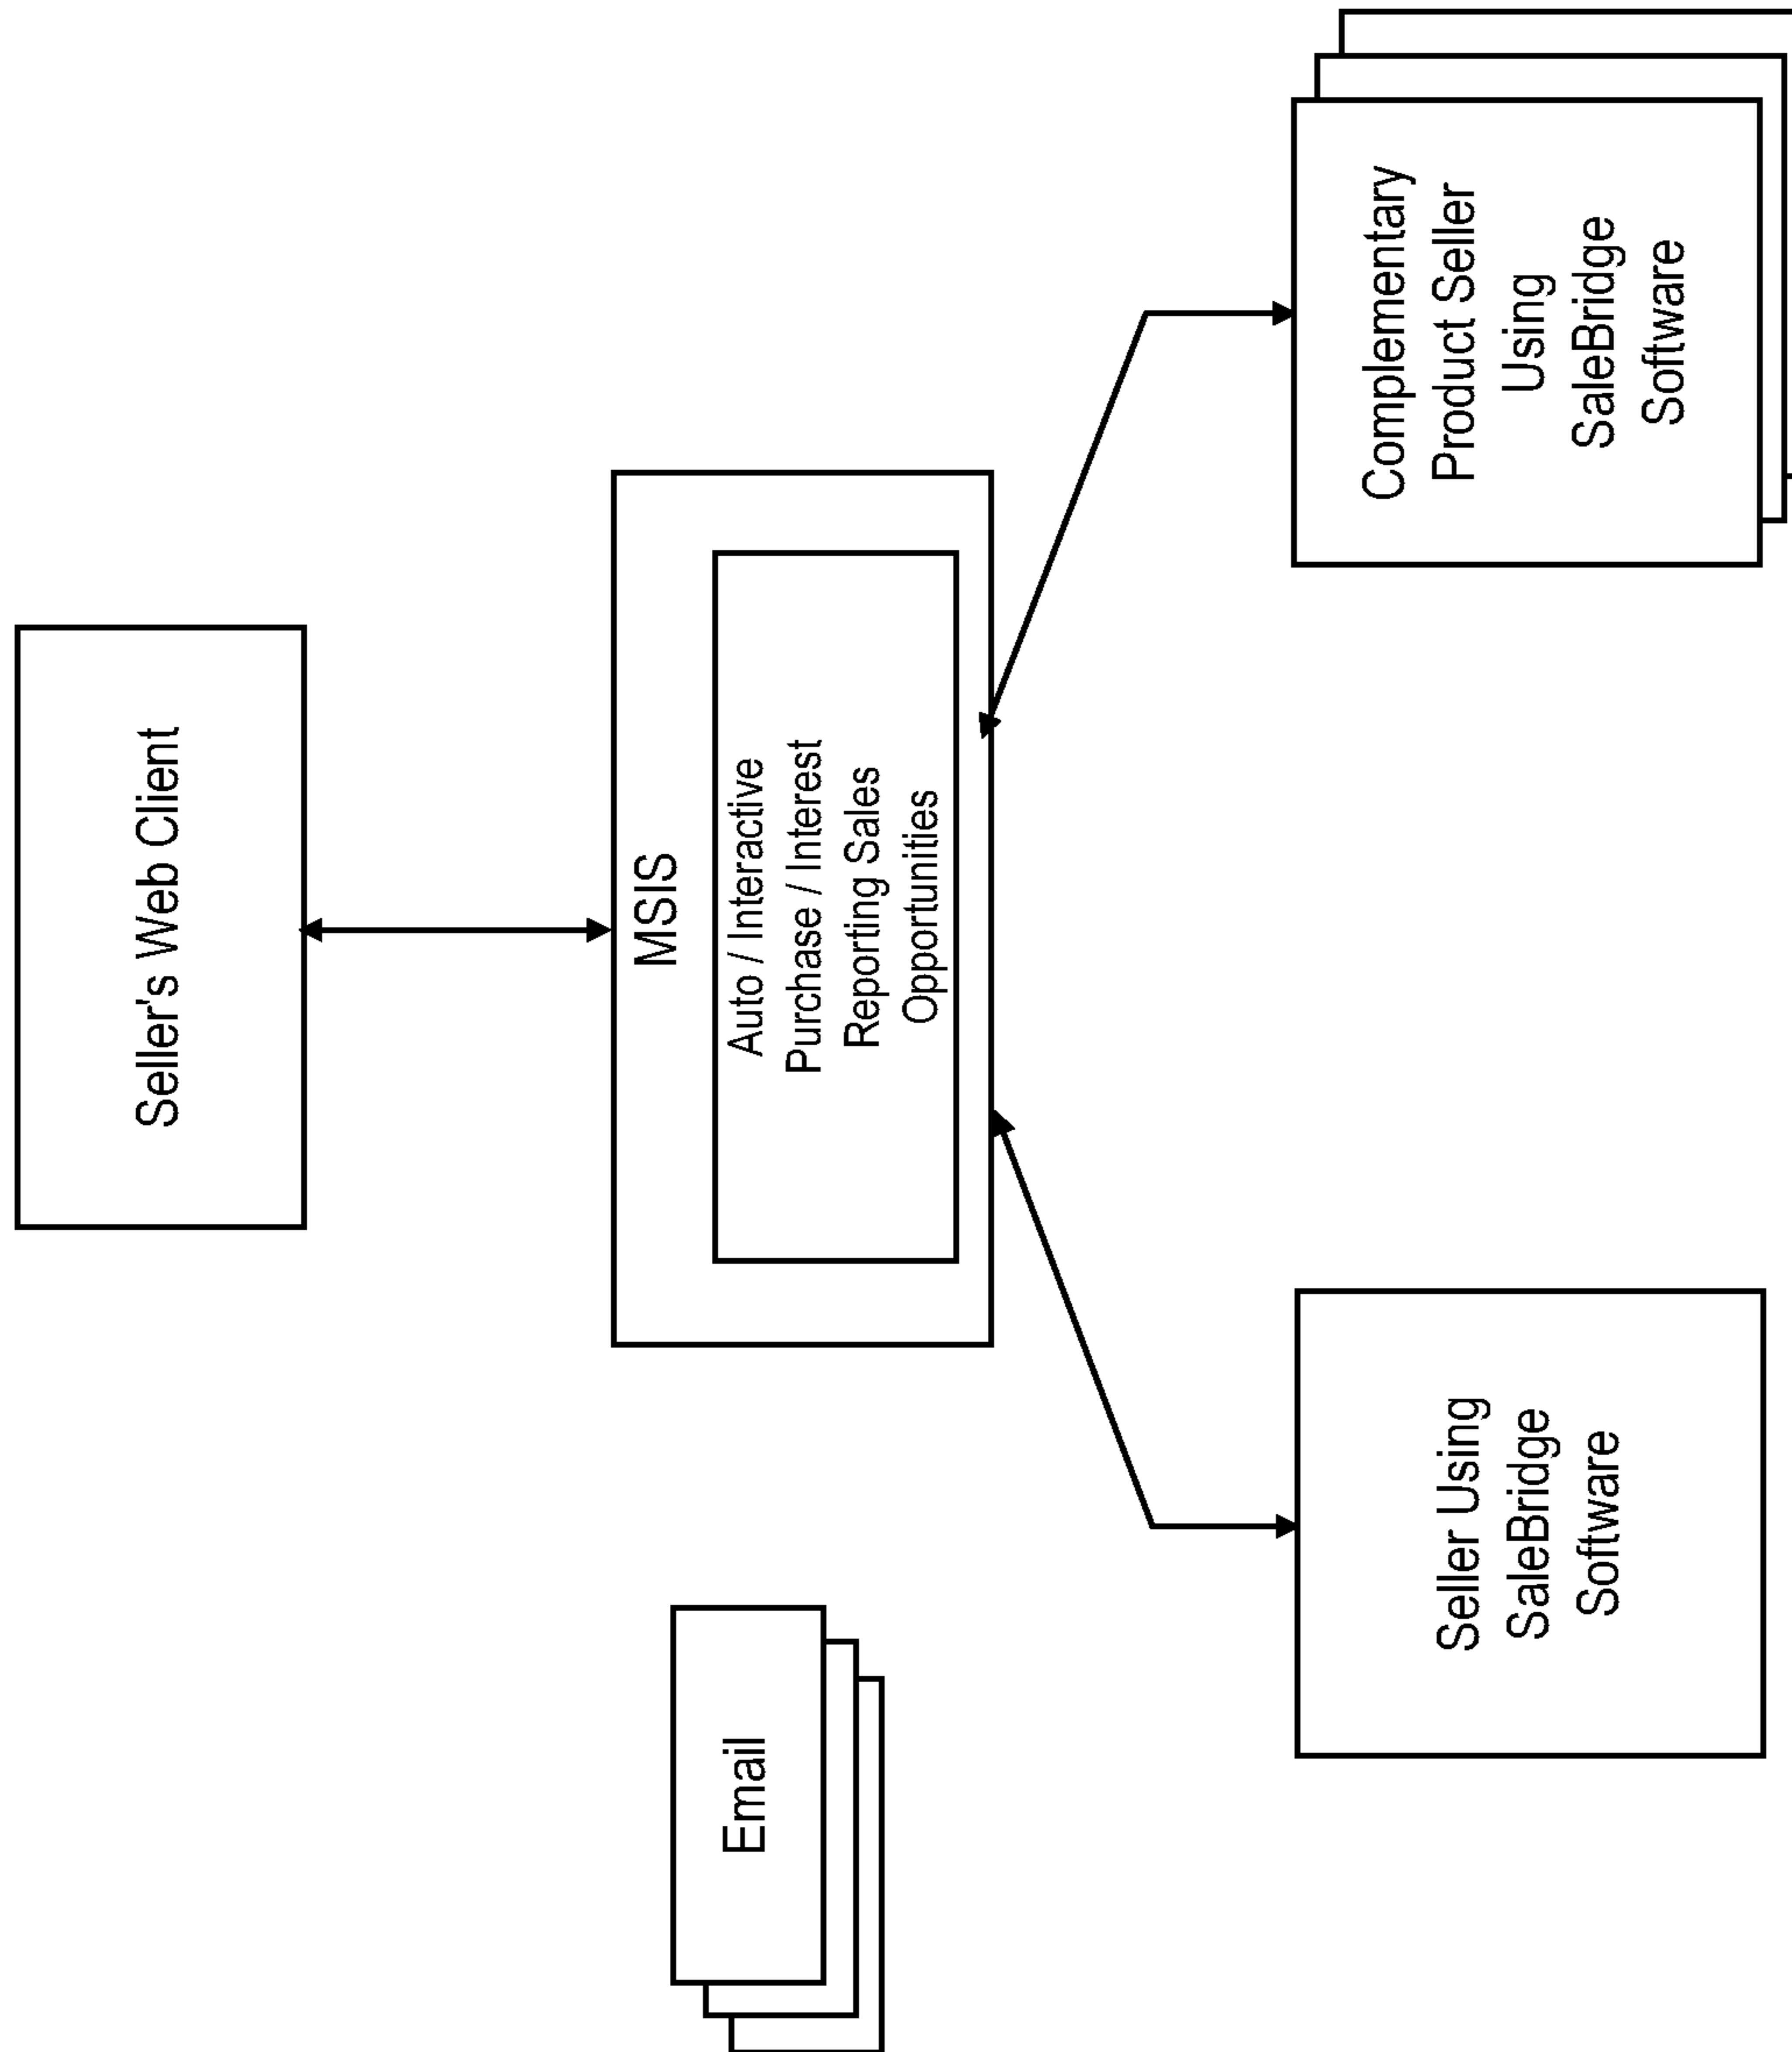 Seller's Web Client
MSIS
Auto / Interactive
Purchase / Interest
Reporting Sales
Opportunities
Email
Seller Using
SaleBridge
Software
Complementary
Product Seller
Using
SaleBridge
Software